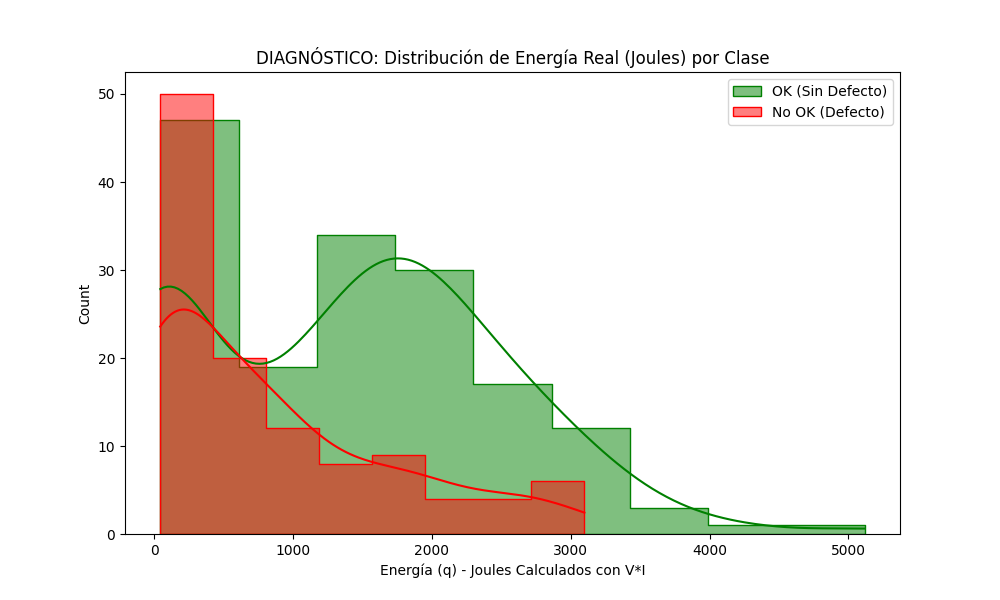 DIAGNÓSTICO: Distribución de Energía Real (Joules) por Clase
OK (Sin Defecto)
No OK (Defecto)
Count
50
40
30
20
10
0
0 1000 2000 3000 4000 5000
Energía (q) - Joules Calculados con V*I